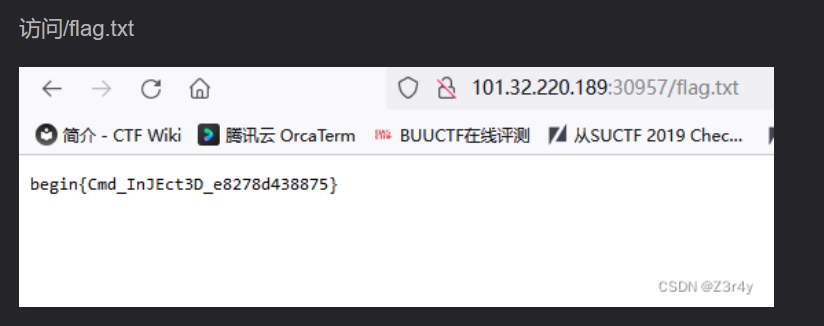 访问/flag.txt
101.32.220.189:30957/flag.txt
简介 - CTF Wiki 腾讯云 OrcaTerm BUUCTF在线评测 从SUCTF 2019 Chec...
begin{Cmd_InJEct3D_e8278d438875}
CSDN @Z3r4y